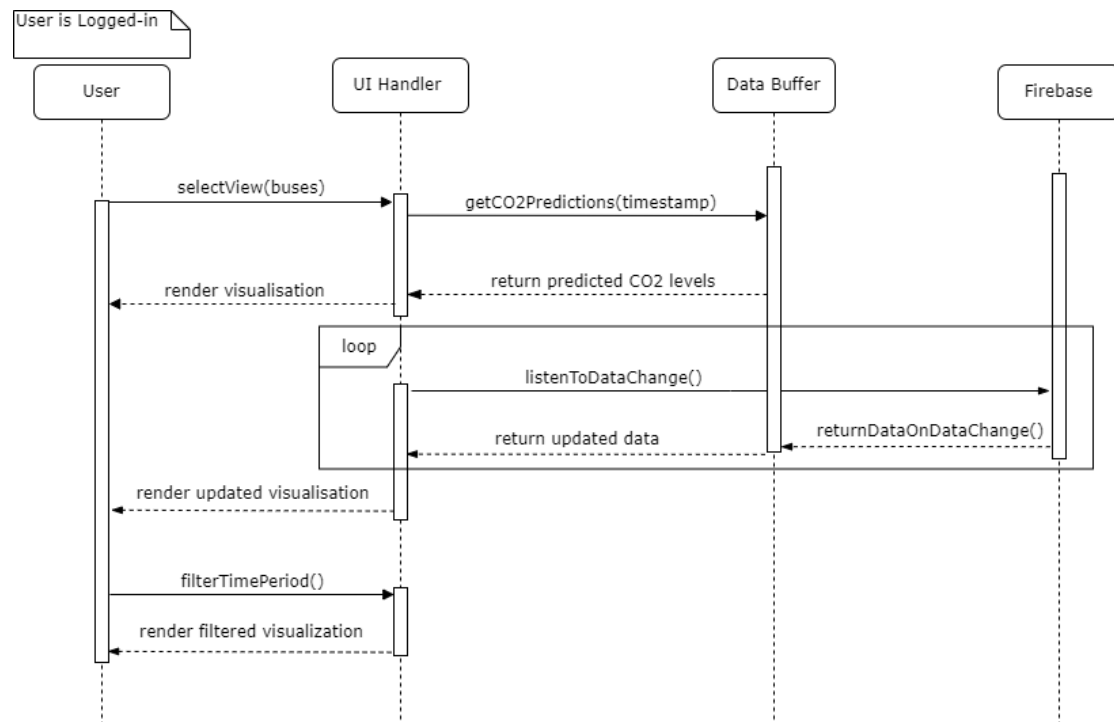 User is Logged-in
User
UI Handler
Data Buffer
Firebase
selectView(buses)
getCO2Predictions(timestamp)
return predicted CO2 levels
render visualisation
loop
listenToDataChange()
returnDataOnDataChange()
return updated data
render updated visualisation
filterTimePeriod()
render filtered visualization